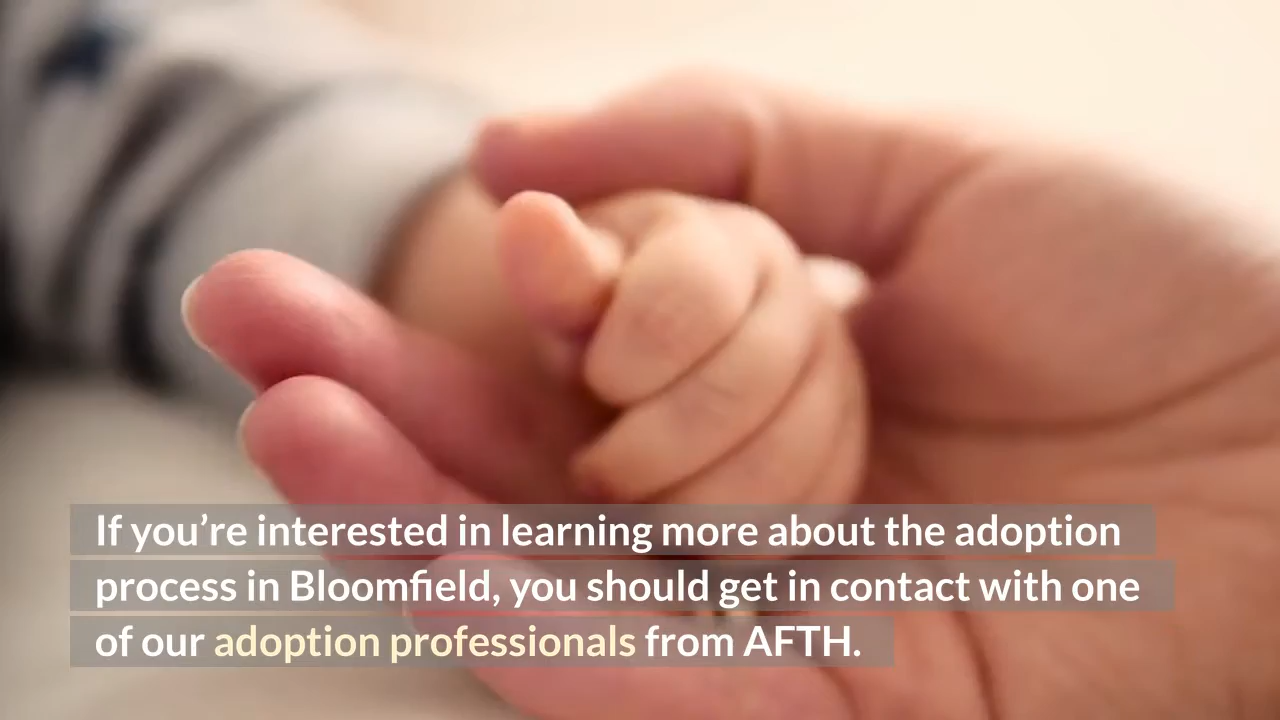 If you’re interested in learning more about the adoption
process in Bloomfield, you should get in contact with one
of our adoption professionals from AFTH.